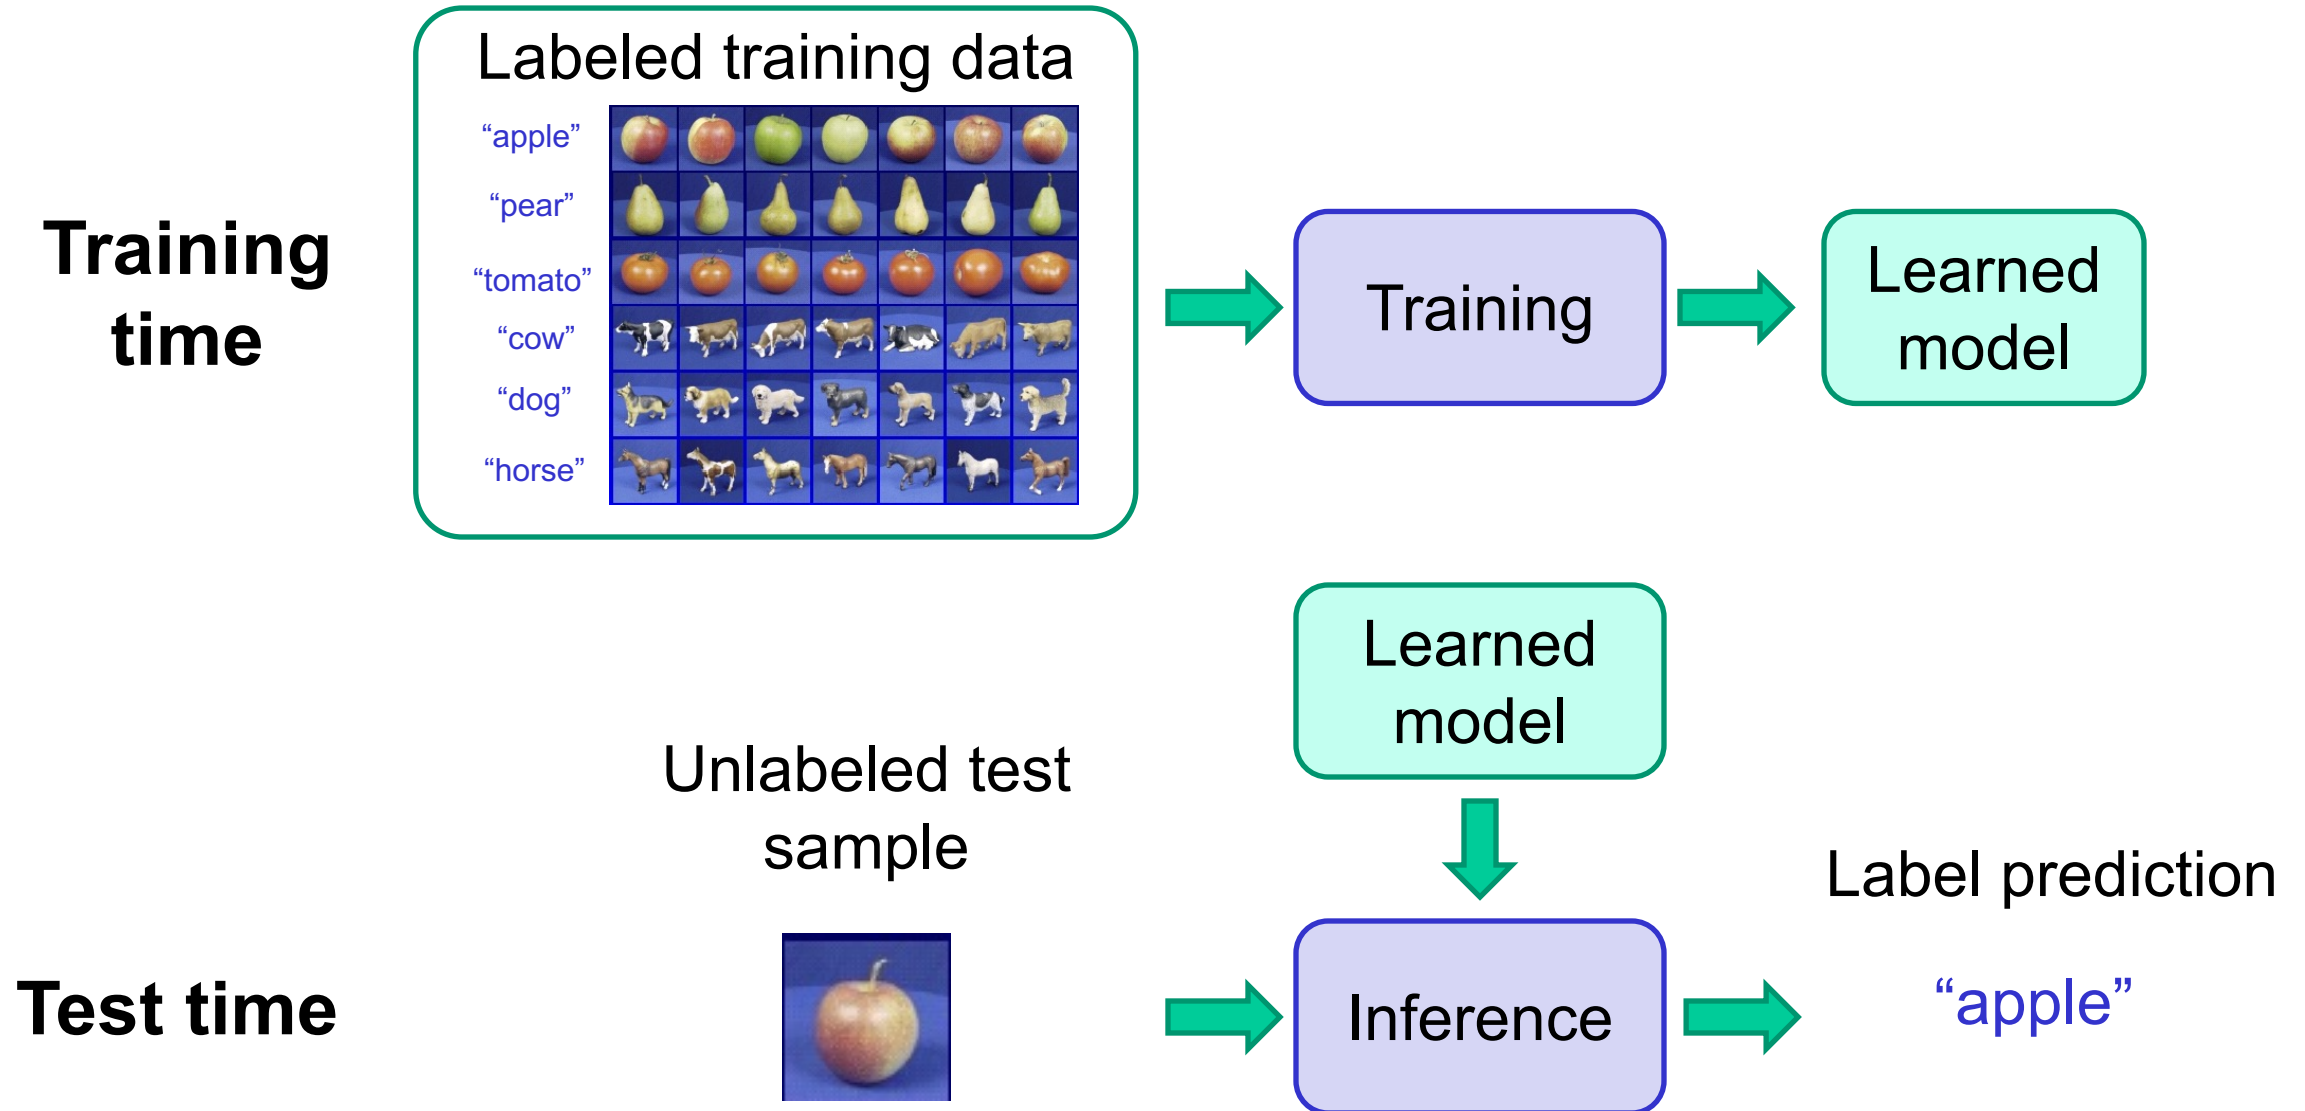 Labeled training data
“apple”
“pear”
“tomato”
“cow”
“dog”
“horse”
Training
time
Training
Learned
model
Learned
model
Unlabeled test
sample
Label prediction
Test time
Inference
“apple”